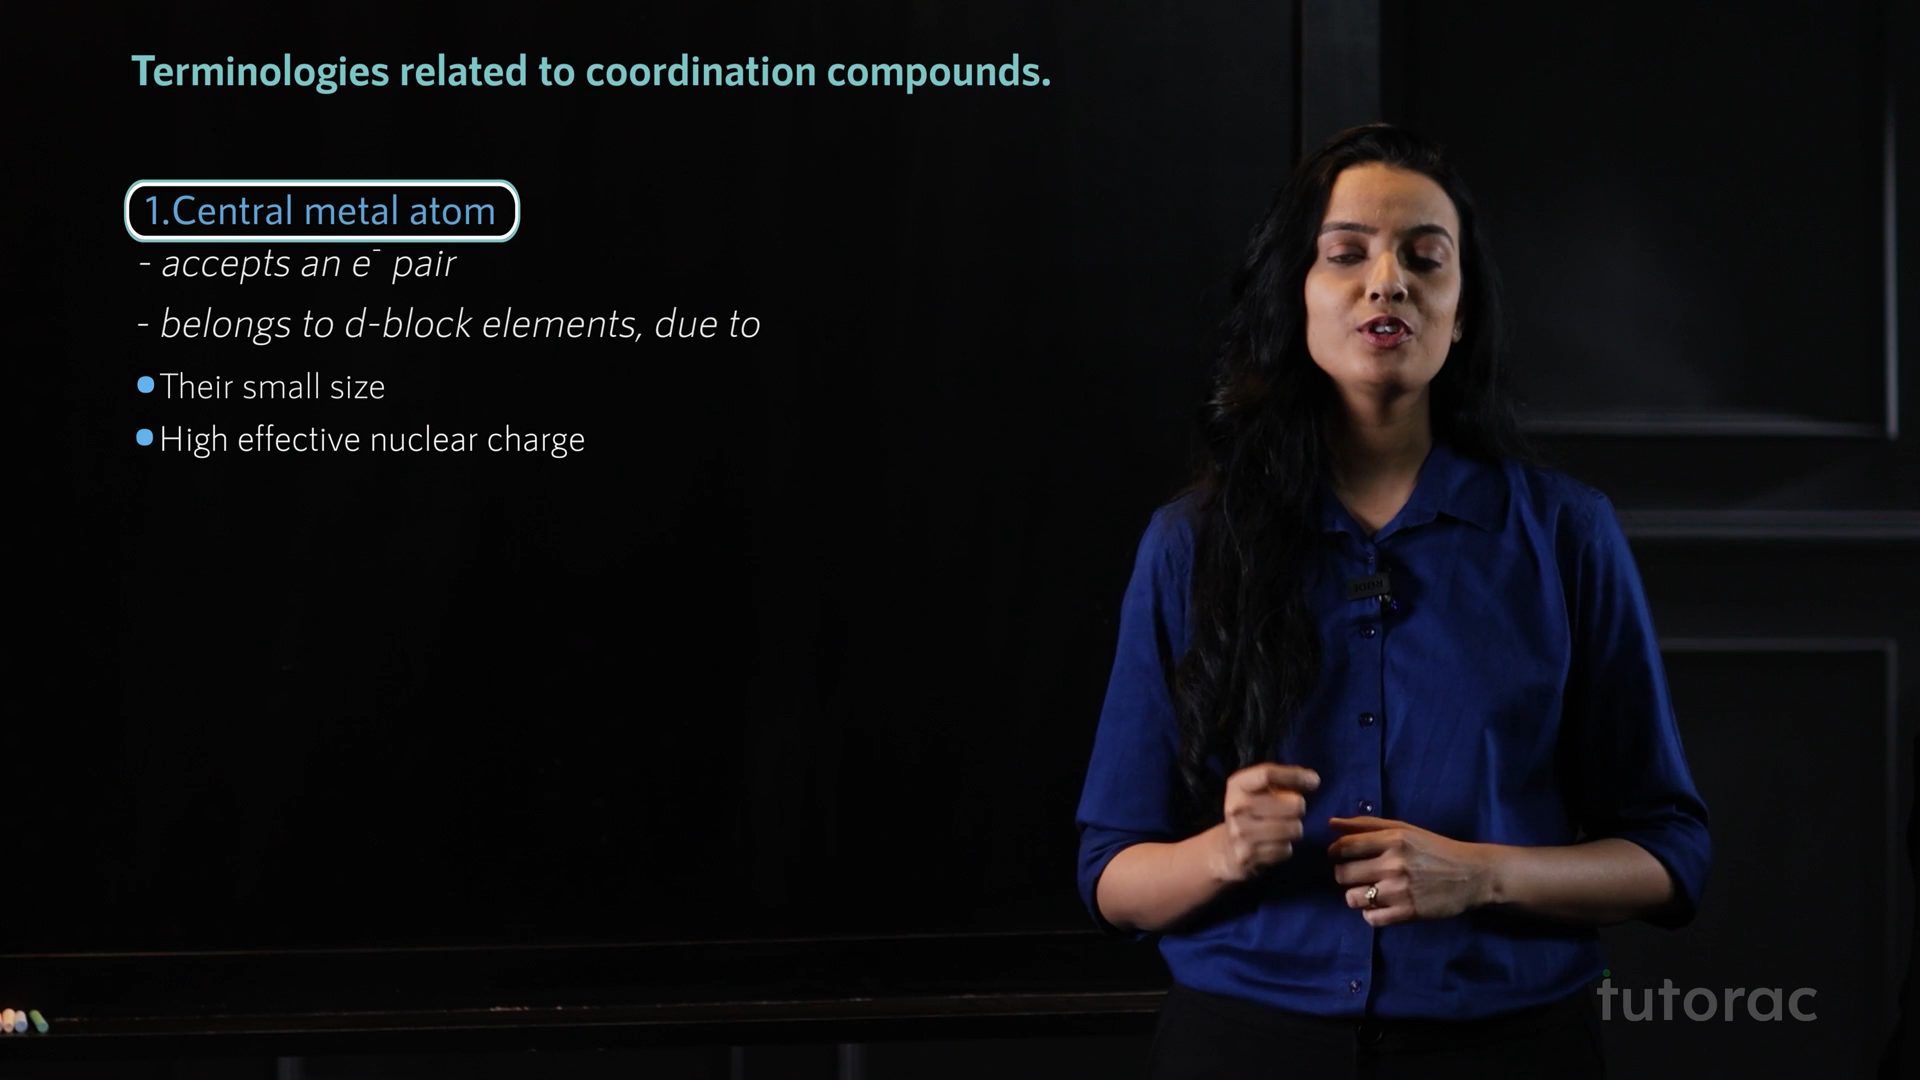 Terminologies related to coordination compounds.
1.Central metal atom
- accepts an e⁻ pair
- belongs to d-block elements, due to
• Their small size
• High effective nuclear charge
tutorac